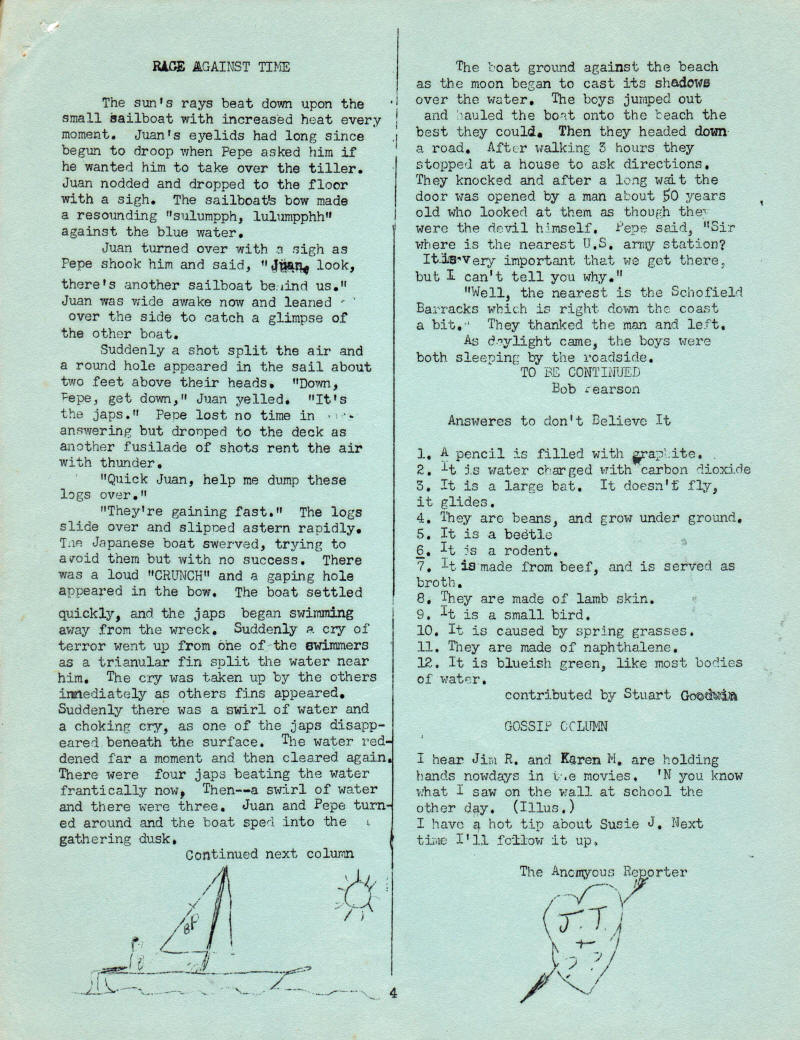 RACE AGAINST TIME
The sun's rays beat down upon the
small sailboat with increased heat every
moment. Juan's eyelids had long since
begun to droop when Pepe asked him if
he wanted him to take over the tiller.
Juan nodded and dropped to the floor
with a sigh. The sailboat's bow made
a resounding "sulumpph, lulumpphh"
against the blue water.
Juan turned over with a sigh as
Pepe shook him and said, "Juan, look,
there's another sailboat behind us."
Juan was wide awake now and leaned
over the side to catch a glimpse of
the other boat.
Suddenly a shot split the air and
a round hole appeared in the sail about
two feet above their heads. "Down,
Pepe, get down," Juan yelled. "It's
the japs." Pepe lost no time in
answering but dropped to the deck as
another fusilade of shots rent the air
with thunder.
"Quick Juan, help me dump these
logs over."
"They're gaining fast." The logs
slide over and slipped astern rapidly.
The Japanese boat swerved, trying to
avoid them but with no success. There
was a loud "CRUNCH" and a gaping hole
appeared in the bow. The boat settled
quickly, and the japs began swimming
away from the wreck. Suddenly a cry of
terror went up from one of the swimmers
as a trianular fin split the water near
him. The cry was taken up by the others
immediately as others fins appeared.
Suddenly there was a swirl of water and
a choking cry, as one of the japs disapp-
eared beneath the surface. The water red-
dened far a moment and then cleared again.
There were four japs beating the water
frantically now, Then--a swirl of water
and there were three. Juan and Pepe turn-
ed around and the boat sped into the
gathering dusk.
Continued next column
BP
The boat ground against the beach
as the moon began to cast its shadows
over the water. The boys jumped out
and hauled the boat onto the beach the
best they could. Then they headed down
a road. After walking 3 hours they
stopped at a house to ask directions.
They knocked and after a long wait the
door was opened by a man about 50 years
old who looked at them as though they
were the devil himself. Pepe said, "Sir
where is the nearest U.S. army station?
It is very important that we get there,
but I can't tell you why."
"Well, the nearest is the Schofield
Barracks which is right down the coast
a bit." They thanked the man and left.
As daylight came, the boys were
both sleeping by the roadside.
TO BE CONTINUED
Bob Pearson
Answeres to don't Believe It
1. A pencil is filled with graphite.
2. It is water charged with carbon dioxide
3. It is a large bat. It doesn't fly,
it glides.
4. They are beans, and grow under ground.
5. It is a beetle
6. It is a rodent.
7. It is made from beef, and is served as
broth.
8. They are made of lamb skin.
9. It is a small bird.
10. It is caused by spring grasses.
11. They are made of naphthalene.
12. It is blueish green, like most bodies
of water.
contributed by Stuart Goodwin
GOSSIP COLUMN
I hear Jim R. and Karen M. are holding
hands nowdays in the movies. 'N you know
what I saw on the wall at school the
other day. (Illus.)
I have a hot tip about Susie J. Next
time I'll follow it up.
The Anomyous Reporter
J.T.
+
? ?
4